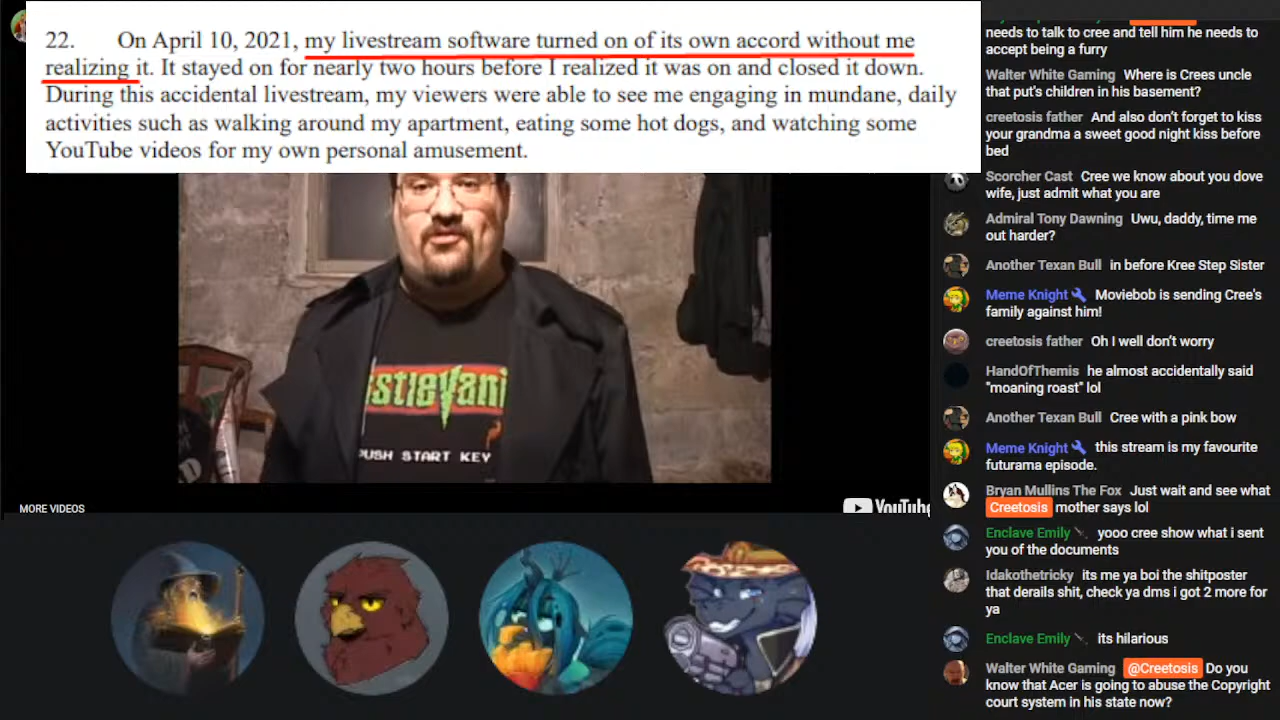 22. On April 10, 2021, my livestream software turned on of its own accord without me
realizing it. It stayed on for nearly two hours before I realized it was on and closed it down.
During this accidental livestream, my viewers were able to see me engaging in mundane, daily
activities such as walking around my apartment, eating some hot dogs, and watching some
YouTube videos for my own personal amusement.
stlevani
PUSH START KEY
MORE VIDEOS
YouTube
needs to talk to cree and tell him he needs to
accept being a furry
Walter White Gaming Where is Crees uncle
that put's children in his basement?
creetosis father And also don't forget to kiss
your grandma a sweet good night kiss before
bed
Scorcher Cast Cree we know about you dove
wife, just admit what you are
Admiral Tony Dawning Uwu, daddy, time me
out harder?
Another Texan Bull in before Kree Step Sister
Meme Knight Moviebob is sending Cree's
family against him!
creetosis father Oh I well don't worry
HandOfThemis he almost accidentally said
"moaning roast" lol
Another Texan Bull Cree with a pink bow
Meme Knight this stream is my favourite
futurama episode.
Bryan Mullins The Fox Just wait and see what
Creetosis mother says lol
Enclave Emily yooo cree show what i sent
you of the documents
Idakothetricky its me ya boi the shitposter
that derails shit, check ya dms i got 2 more for
ya
Enclave Emily its hilarious
Walter White Gaming @Creetosis Do you
know that Acer is going to abuse the Copyright
court system in his state now?